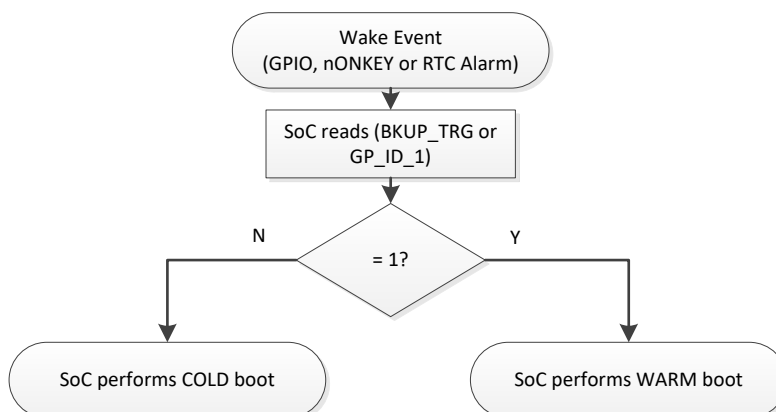 Wake Event
(GPIO, nONKEY or RTC Alarm)
SoC reads (BKUP_TRG or
GP_ID_1)
N
Y
= 1?
SoC performs COLD boot
SoC performs WARM boot